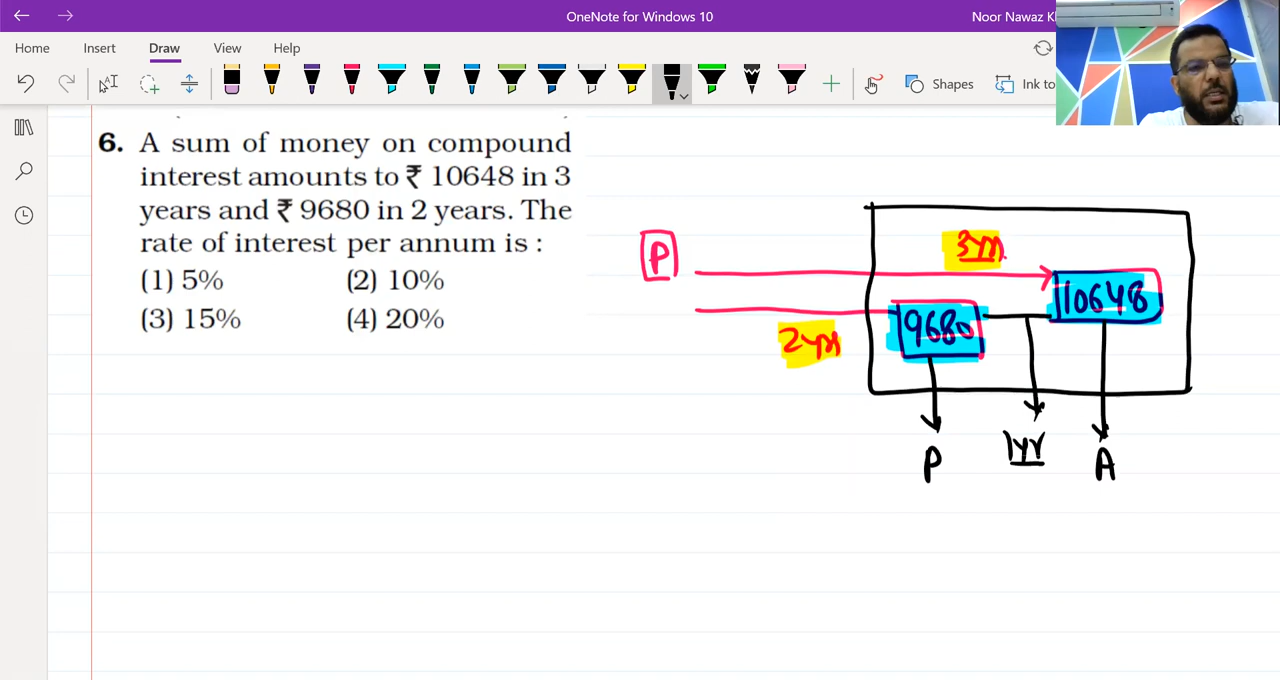 OneNote for Windows 10
Noor Nawaz
Home Insert Draw View Help
Shapes
Ink to
6. A sum of money on compound
interest amounts to ₹ 10648 in 3
years and ₹ 9680 in 2 years. The
rate of interest per annum is :
(1) 5% (2) 10%
(3) 15% (4) 20%
P
3yrs
10648
9680
2yrs
P 1yr A